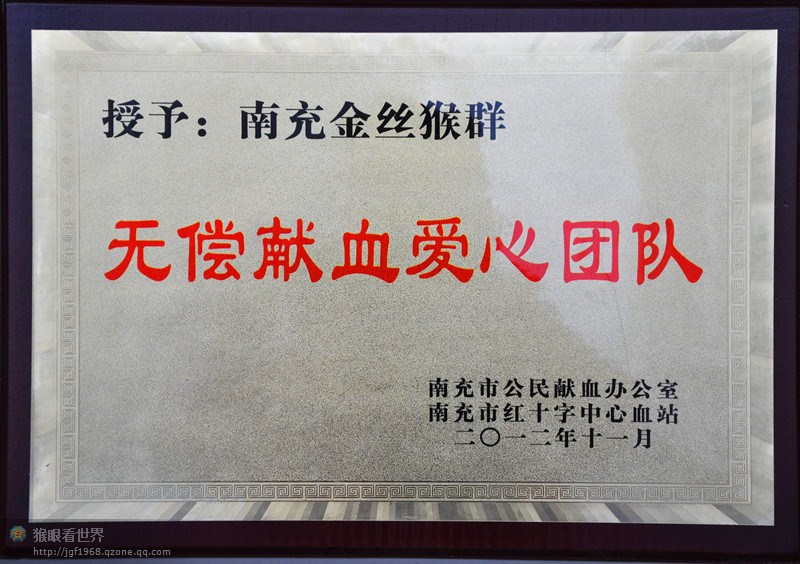 授予：南充金丝猴群
无偿献血爱心团队
南充市公民献血办公室
南充市红十字中心血站
二〇一二年十一月
猴眼看世界
http://jgf1968.qzone.qq.com